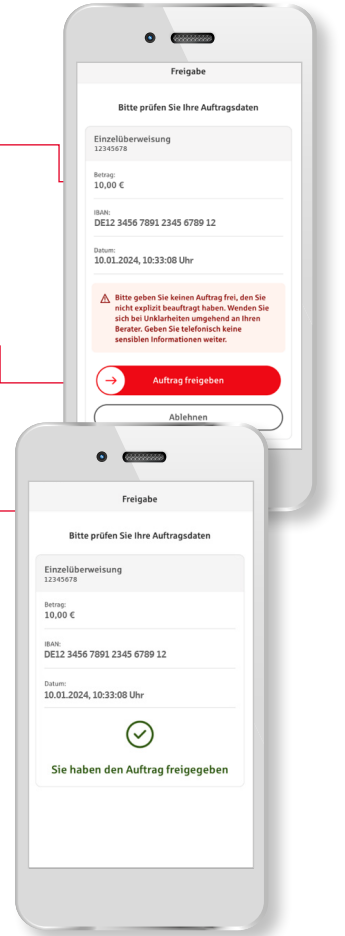 Freigabe
Bitte prüfen Sie Ihre Auftragsdaten
Einzelüberweisung
12345678
Betrag:
10,00 €
IBAN:
DE12 3456 7891 2345 6789 12
Datum:
10.01.2024, 10:33:08 Uhr
Bitte geben Sie keinen Auftrag frei, den Sie
nicht explizit beauftragt haben. Wenden Sie
sich bei Unklarheiten umgehend an Ihren
Berater. Geben Sie telefonisch keine
sensiblen Informationen weiter.
Auftrag freigeben
Ablehnen
Freigabe
Bitte prüfen Sie Ihre Auftragsdaten
Einzelüberweisung
12345678
Betrag:
10,00 €
IBAN:
DE12 3456 7891 2345 6789 12
Datum:
10.01.2024, 10:33:08 Uhr
Sie haben den Auftrag freigegeben